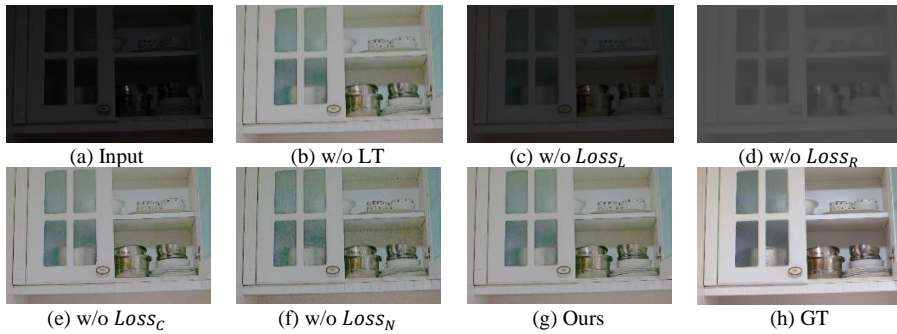 (a) Input (b) w/o LT (c) w/o Loss_L (d) w/o Loss_R
(e) w/o Loss_C (f) w/o Loss_N (g) Ours (h) GT